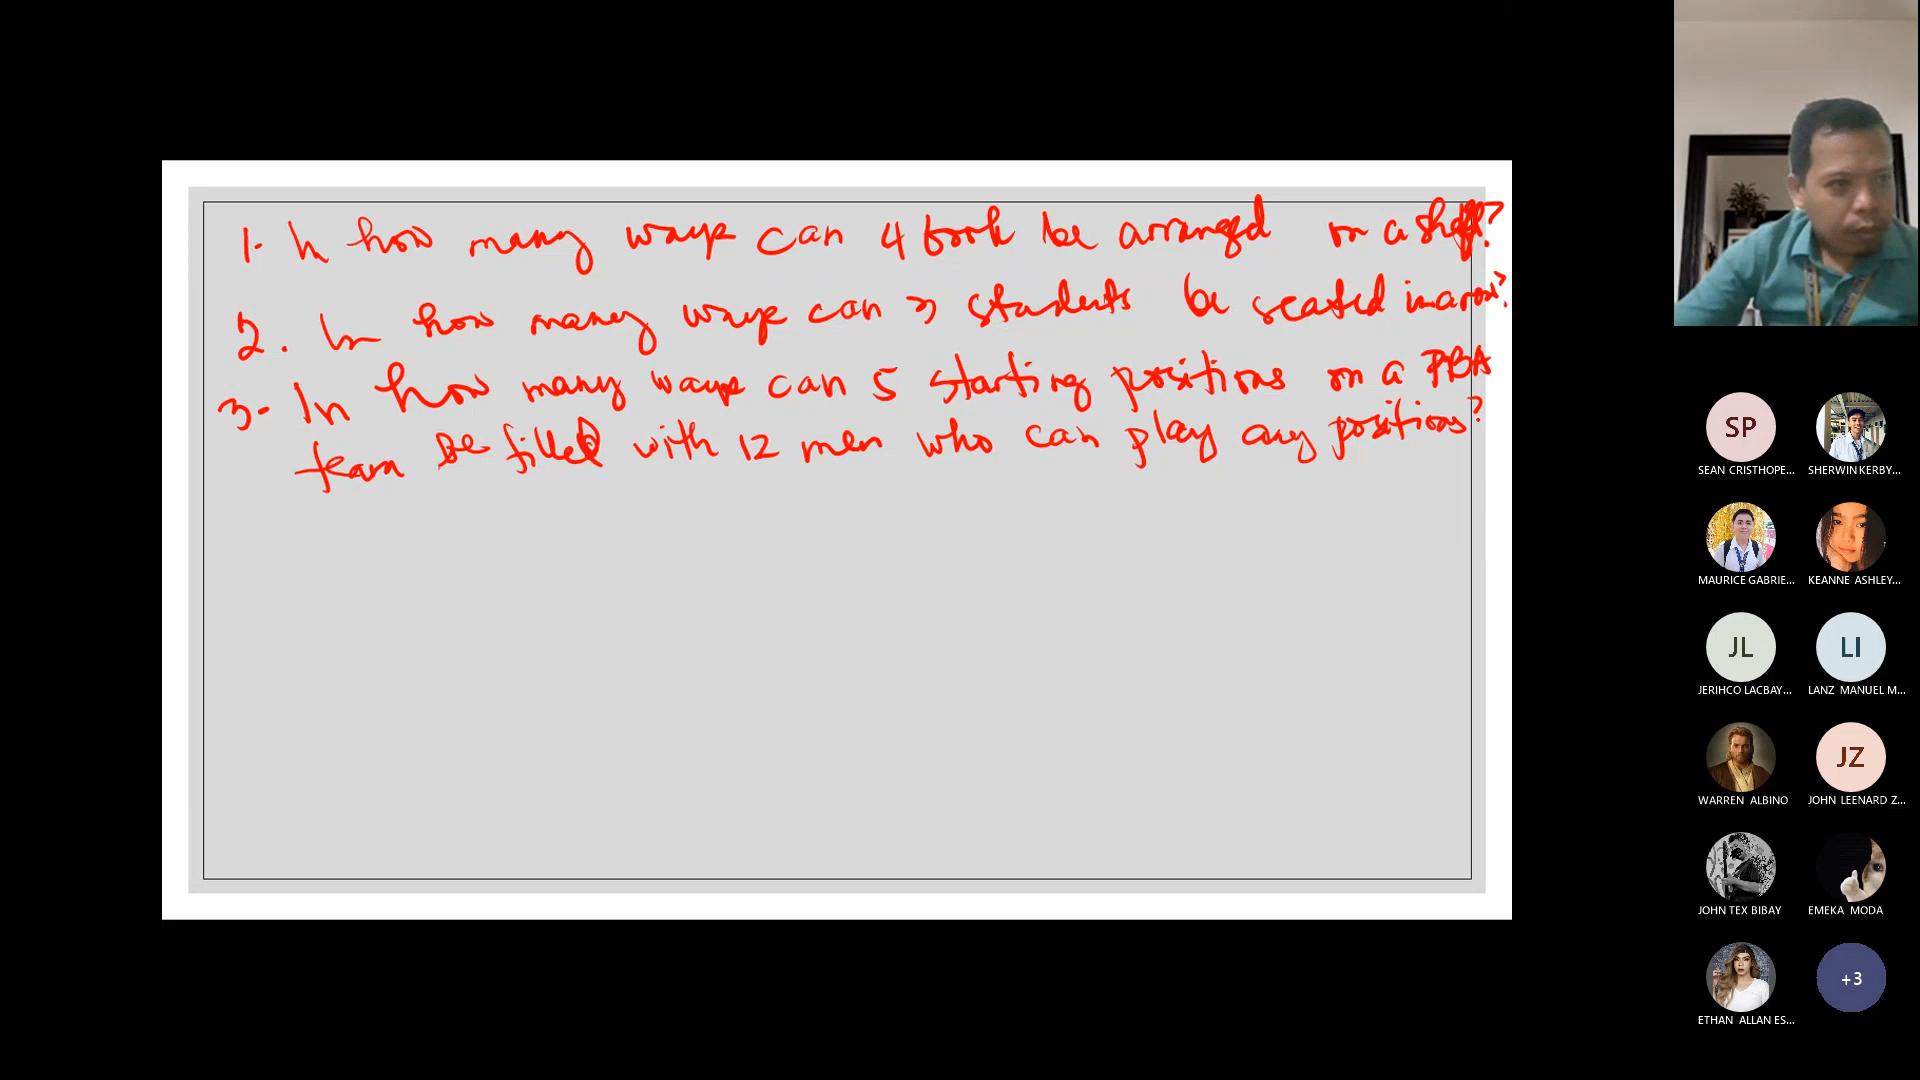 1. In how many ways can 4 book be arranged on a shelf?
2. In how many ways can students be seated in a row?
3. In how many ways can 5 starting positions on a PBA
team be filled with 12 men who can play any positions?
SP
SEAN CRISTHOPE...
SHERWIN KERBY...
MAURICE GABRIE...
KEANNE ASHLEY...
JL
LI
JERIHCO LACBAY...
LANZ MANUEL M...
JZ
WARREN ALBINO
JOHN LEENARD Z...
JOHN TEX BIBAY
EMEKA MODA
+3
ETHAN ALLAN ES...